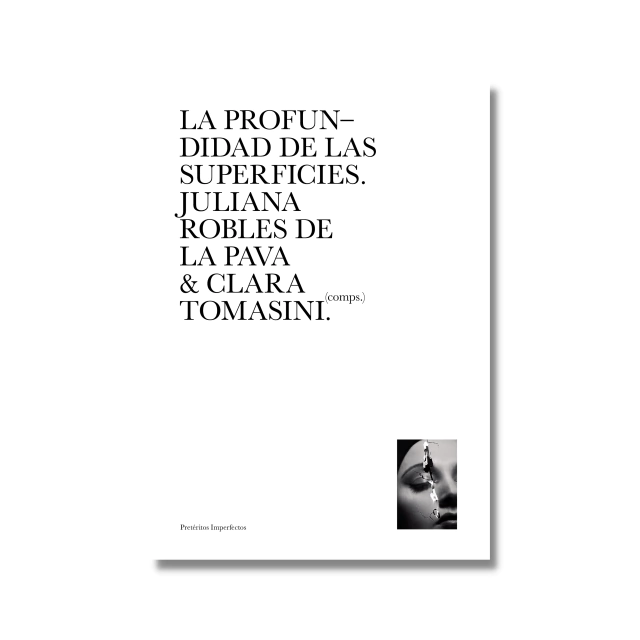 LA PROFUN–
DIDAD DE LAS
SUPERFICIES.
JULIANA
ROBLES DE
LA PAVA
& CLARA
TOMASINI. (comps.)
Pretéritos Imperfectos